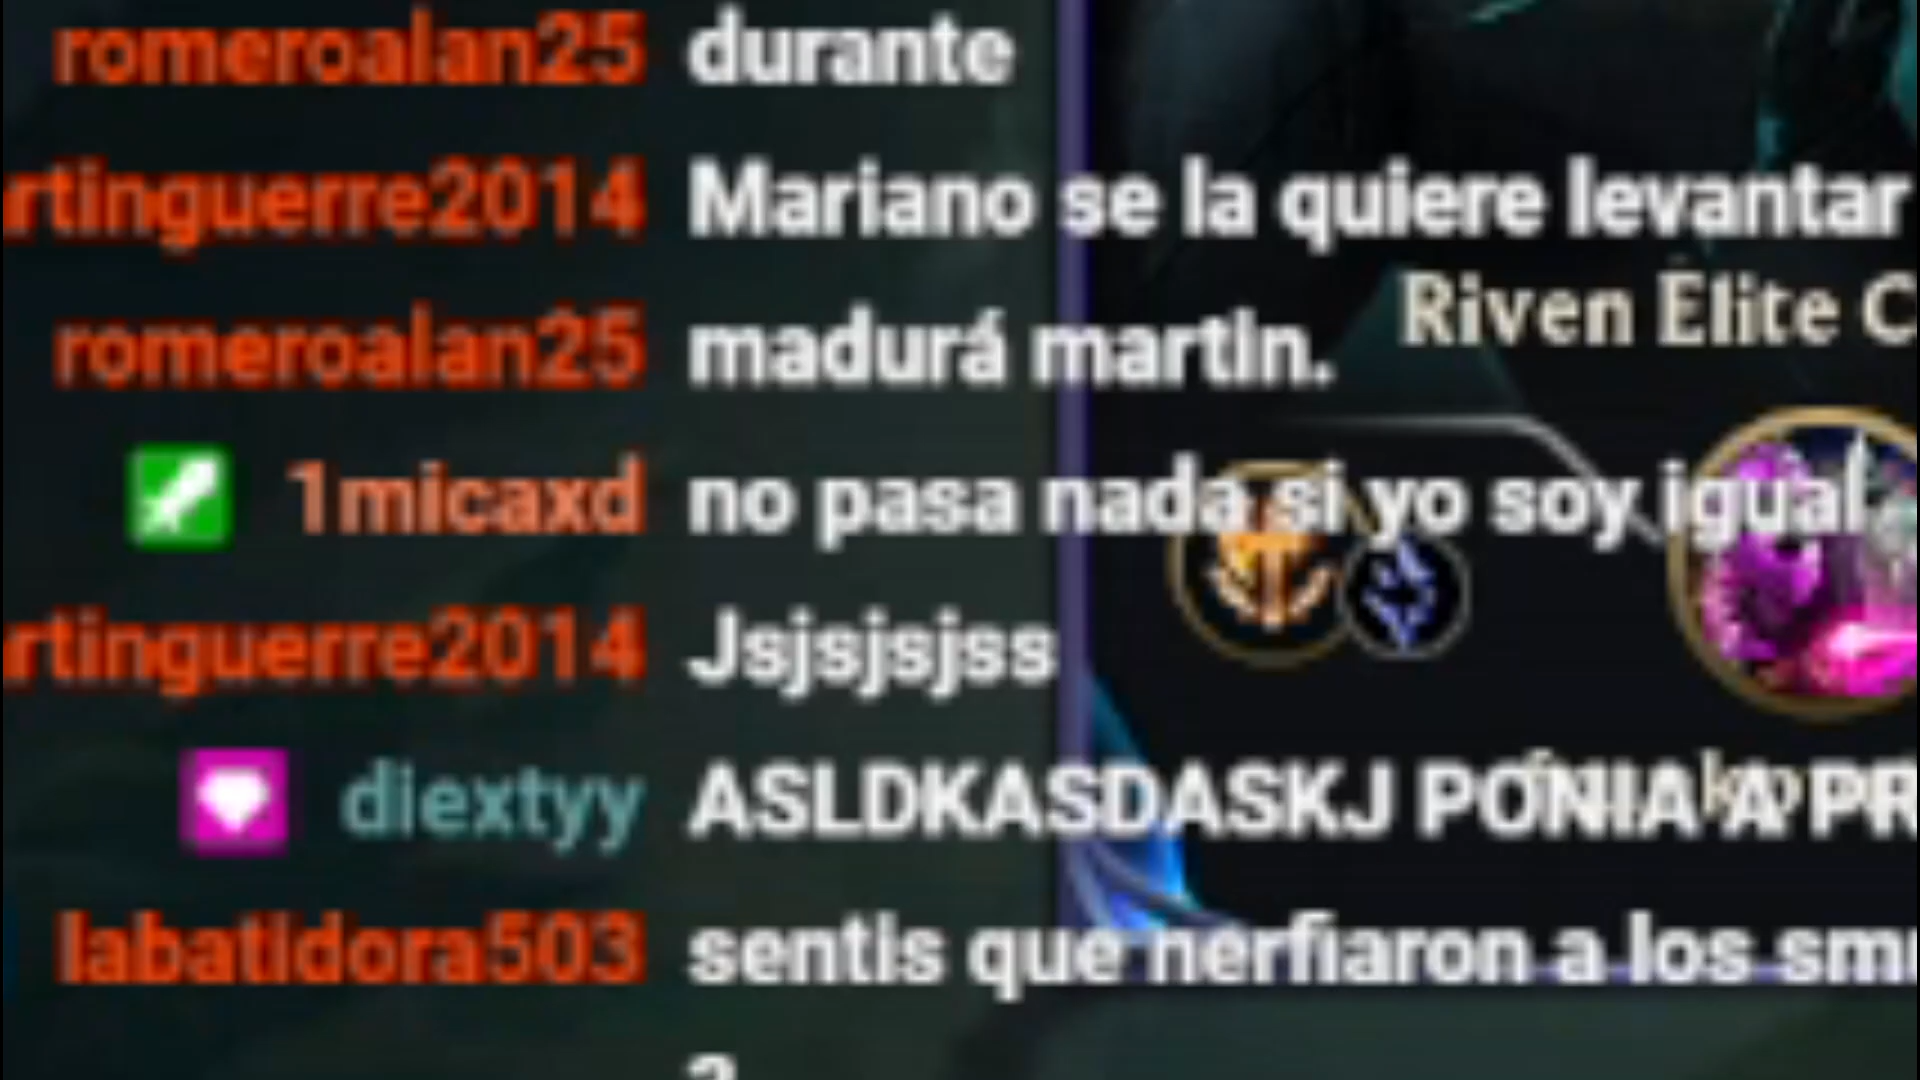 romeroalan25 durante
rtinguerre2014 Mariano se la quiere levantar
Riven Elite C
romeroalan25 madurá martin.
1micaxd no pasa nada si yo soy igual
rtinguerre2014 Jsjsjsjss
diextyy ASLDKASDASKJ PONIA A PR
labatidora503 sentis que nerfiaron a los sm